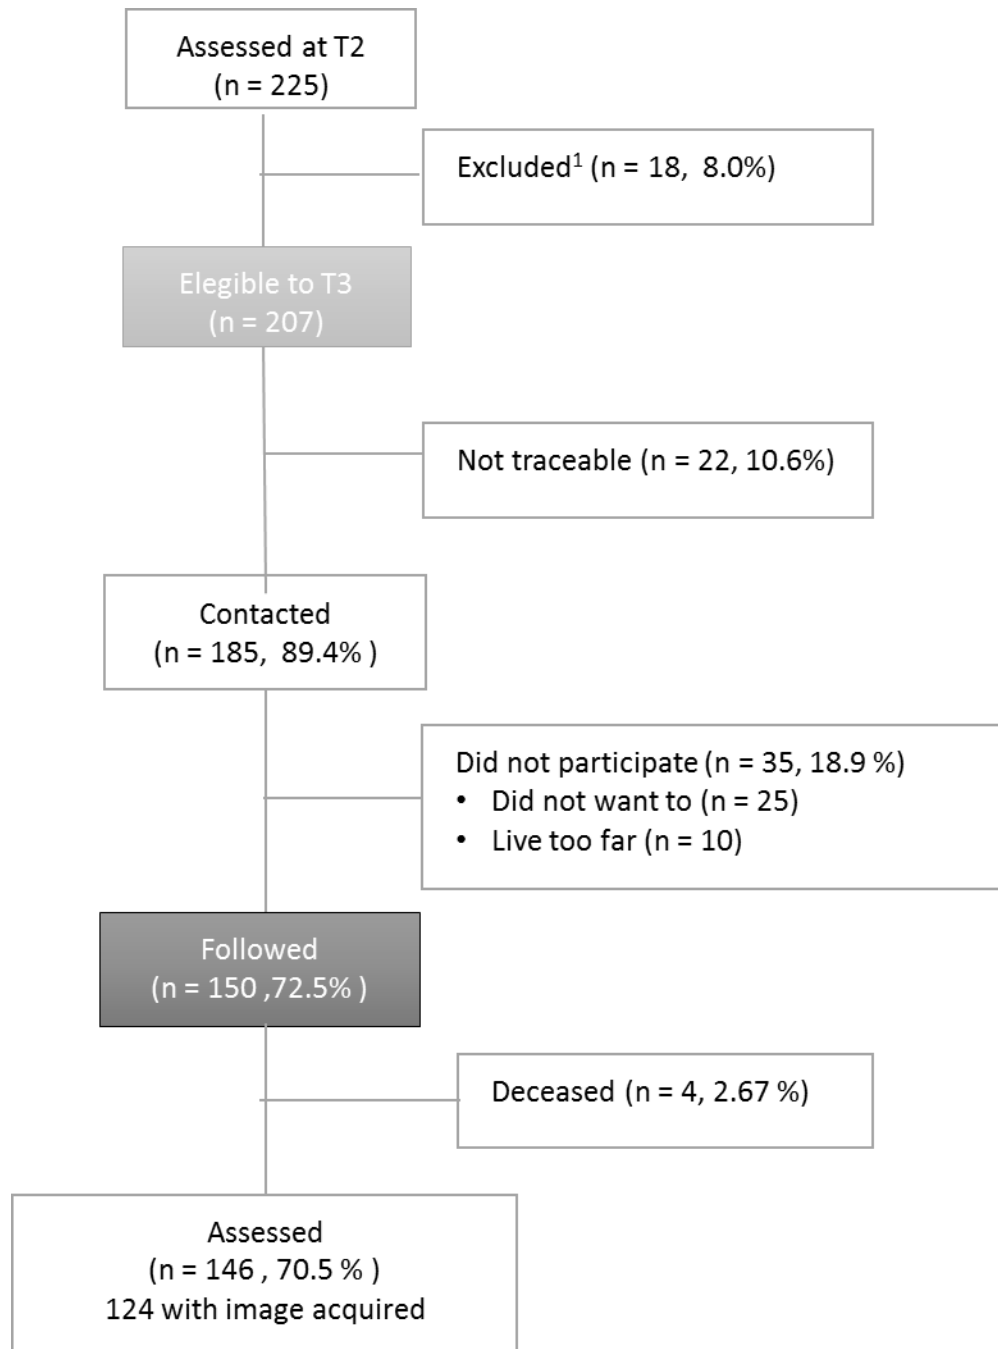 Assessed at T2
(n = 225)
Excluded¹ (n = 18,  8.0%)
Elegible to T3
(n = 207)
Not traceable (n = 22, 10.6%)
Contacted
(n = 185,  89.4% )
Did not participate (n = 35, 18.9 %)
• Did not want to (n = 25)
• Live too far (n = 10)
Followed
(n = 150 ,72.5% )
Deceased (n = 4, 2.67 %)
Assessed
(n = 146 , 70.5 % )
124 with image acquired